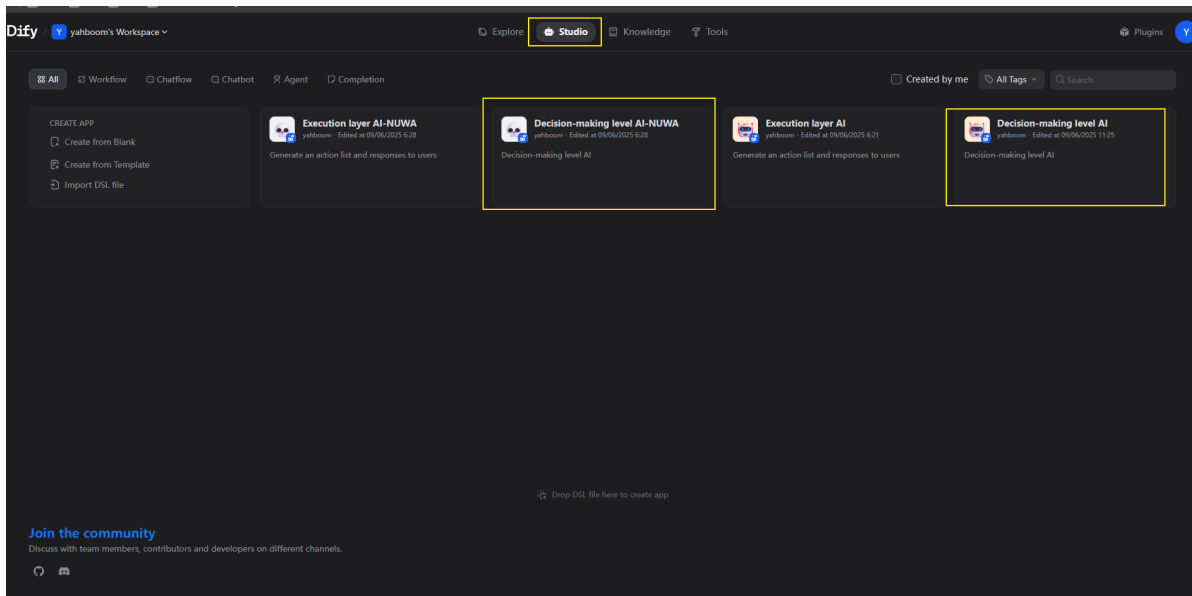 Dify / Y yahboom's Workspace
Explore Studio Knowledge Tools
Plugins Y
All Workflow Chatflow Chatbot Agent Completion
Created by me All Tags Search
CREATE APP
Create from Blank
Create from Template
Import DSL file
Execution layer AI-NUWA
yahboom · Edited at 09/06/2025 6:28
Generate an action list and responses to users
Decision-making level AI-NUWA
yahboom · Edited at 09/06/2025 6:28
Decision-making level AI
Execution layer AI
yahboom · Edited at 09/06/2025 6:21
Generate an action list and responses to users
Decision-making level AI
yahboom · Edited at 09/06/2025 11:25
Decision-making level AI
Drop DSL file here to create app
Join the community
Discuss with team members, contributors and developers on different channels.